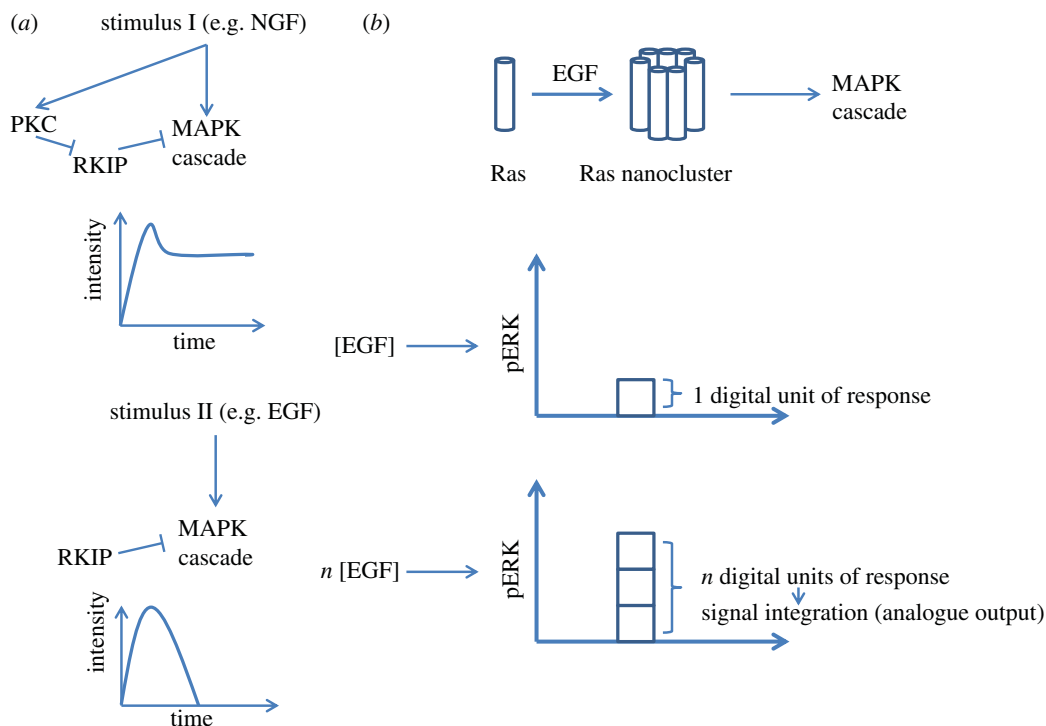 (a)
stimulus I (e.g. NGF)
PKC
RKIP
MAPK
cascade
intensity
time
stimulus II (e.g. EGF)
RKIP
MAPK
cascade
intensity
time
(b)
EGF
MAPK
cascade
Ras
Ras nanocluster
[EGF]
pERK
1 digital unit of response
n [EGF]
pERK
n digital units of response
signal integration (analogue output)